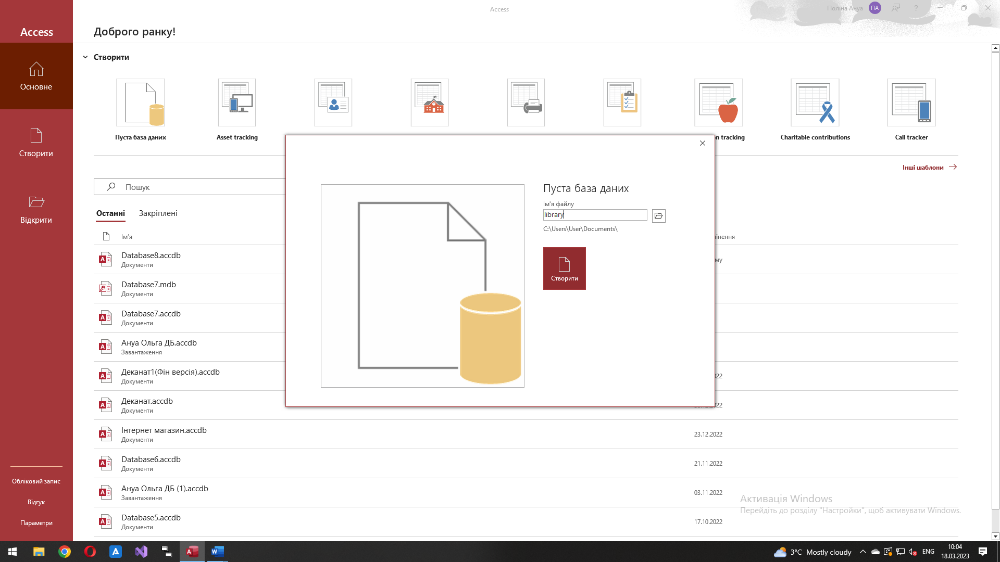 Access
Поліна Ануа
ПА
?
Access
Доброго ранку!
Створити
Основне
Створити
Відкрити
Пуста база даних
Asset tracking
n tracking
Charitable contributions
Call tracker
Інші шаблони
Пошук
Останні
Закріплені
Ім'я
Database8.accdb
Документи
Database7.mdb
Документи
Database7.accdb
Документи
Ануа Ольга ДБ.accdb
Завантаження
Деканат1(Фін версія).accdb
Документи
Деканат.accdb
Документи
Інтернет магазин.accdb
Документи
23.12.2022
Database6.accdb
Документи
21.11.2022
Ануа Ольга ДБ (1).accdb
Завантаження
03.11.2022
Database5.accdb
Документи
17.10.2022
Пуста база даних
Ім'я файлу
library
C:\Users\User\Documents\
Створити
Обліковий запис
Відгук
Параметри
Активація Windows
Перейдіть до розділу "Настройки", щоб активувати Windows.
3°C Mostly cloudy
ENG
10:04
18.03.2023